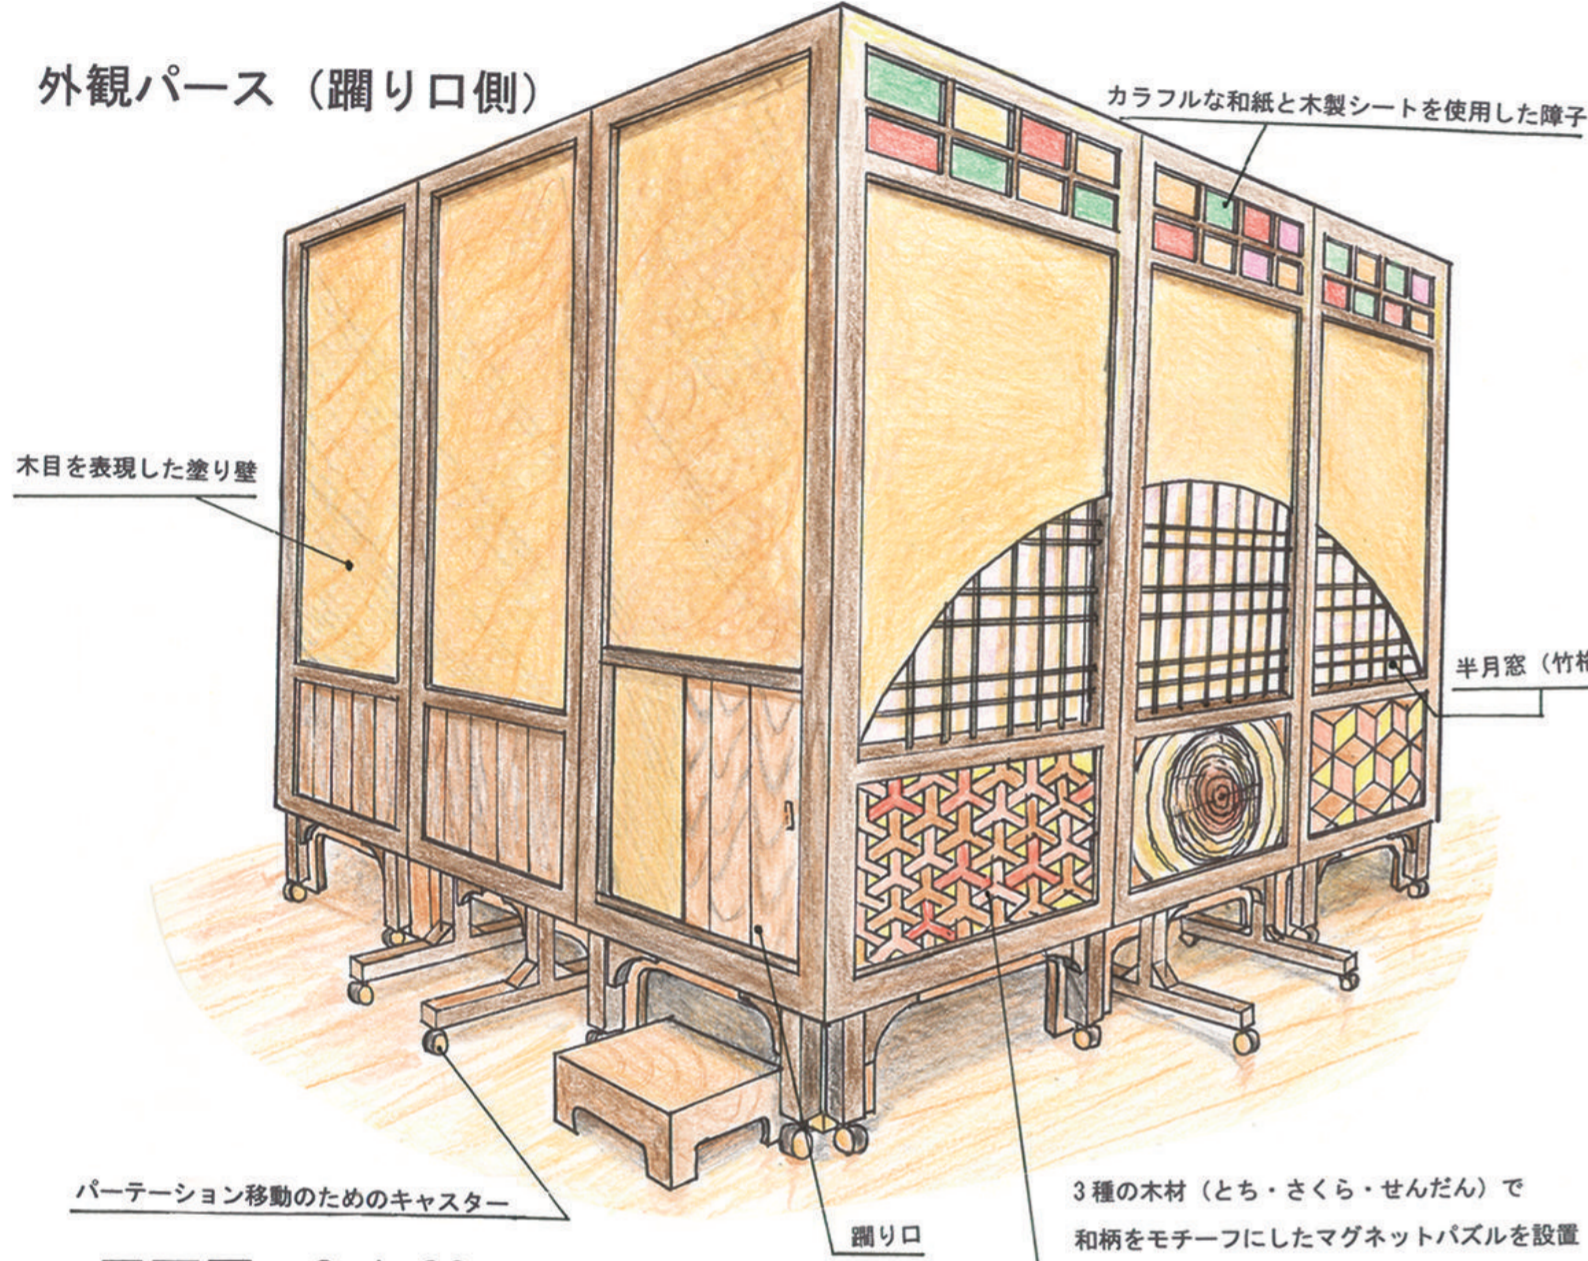 外観パース（躙り口側）
カラフルな和紙と木製シートを使用した障子
木目を表現した塗り壁
半月窓（竹格
パーテーション移動のためのキャスター
躙り口
3種の木材（とち・さくら・せんだん）で
和柄をモチーフにしたマグネットパズルを設置